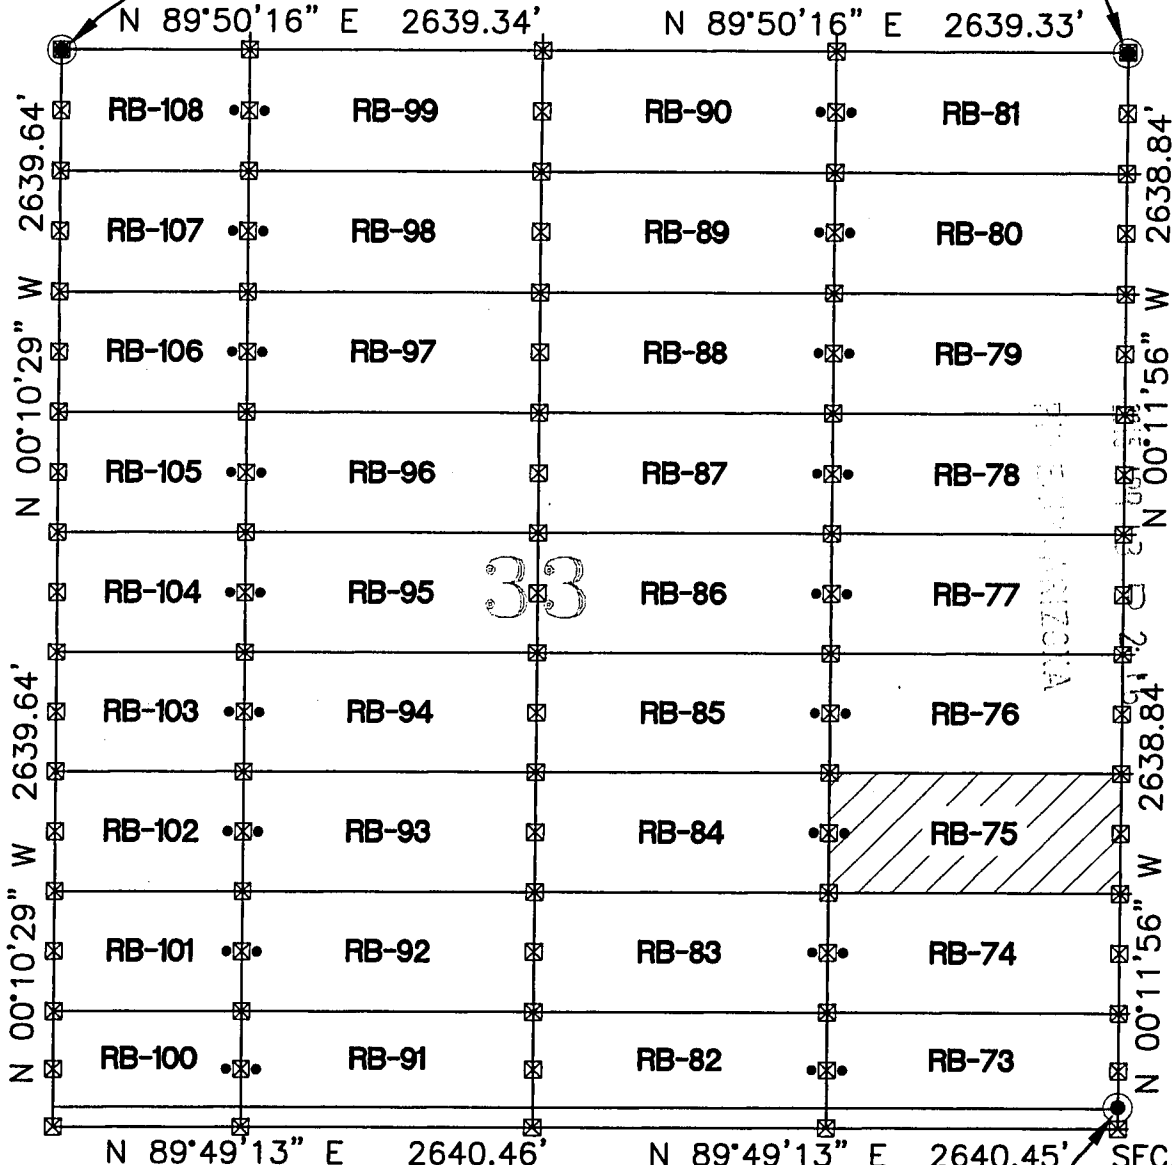 N 89°50'16" E 2639.34' N 89°50'16" E 2639.33'
RB-108 RB-99 RB-90 RB-81
RB-107 RB-98 RB-89 RB-80
RB-106 RB-97 RB-88 RB-79
RB-105 RB-96 RB-87 RB-78
RB-104 RB-95 33 RB-86 RB-77
RB-103 RB-94 RB-85 RB-76
RB-102 RB-93 RB-84 RB-75
RB-101 RB-92 RB-83 RB-74
RB-100 RB-91 RB-82 RB-73
N 00°10'29" W 2639.64'
N 00°10'29" W 2639.64'
N 00°11'56" W 2638.84'
N 00°11'56" W 2638.84'
N 89°49'13" E 2640.46' N 89°49'13" E 2640.45'